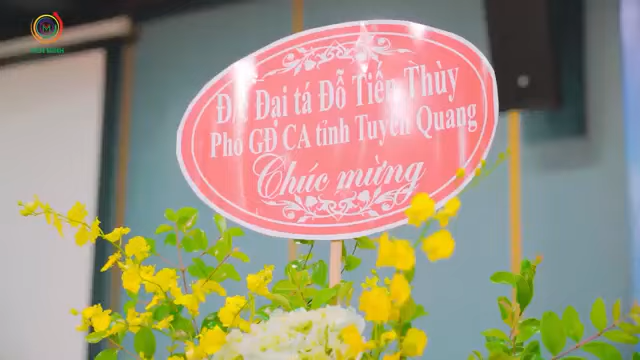 Đ/c Đại tá Đỗ Tiến Thùy
Phó GĐ CA tỉnh Tuyên Quang
Chúc mừng